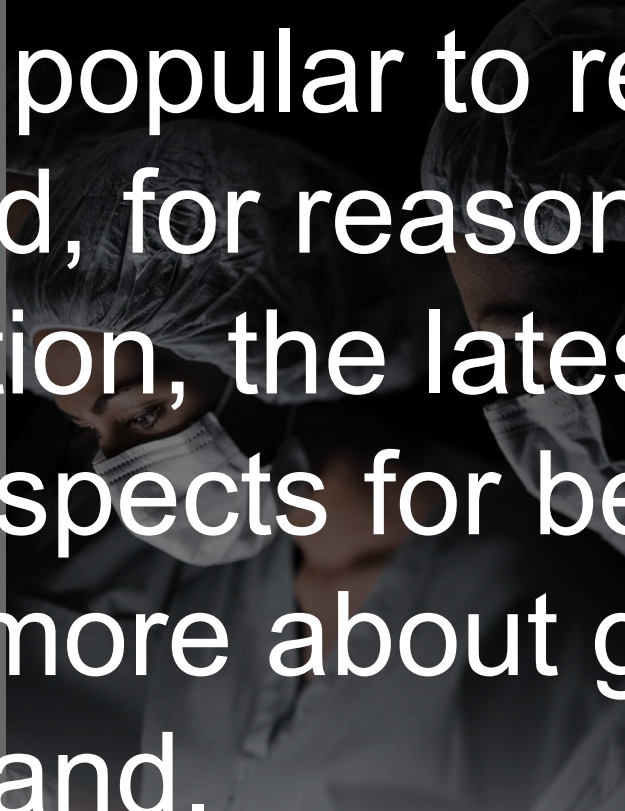 popular to re
d, for reason
tion, the lates
spects for be
more about g
and.